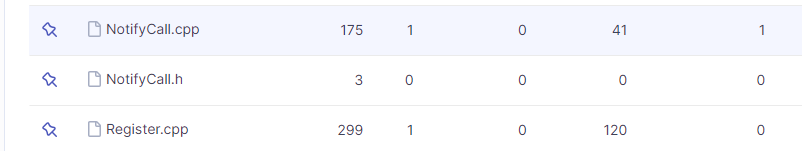 NotifyCall.cpp 175 1 0 41 1
NotifyCall.h 3 0 0 0 0
Register.cpp 299 1 0 120 0